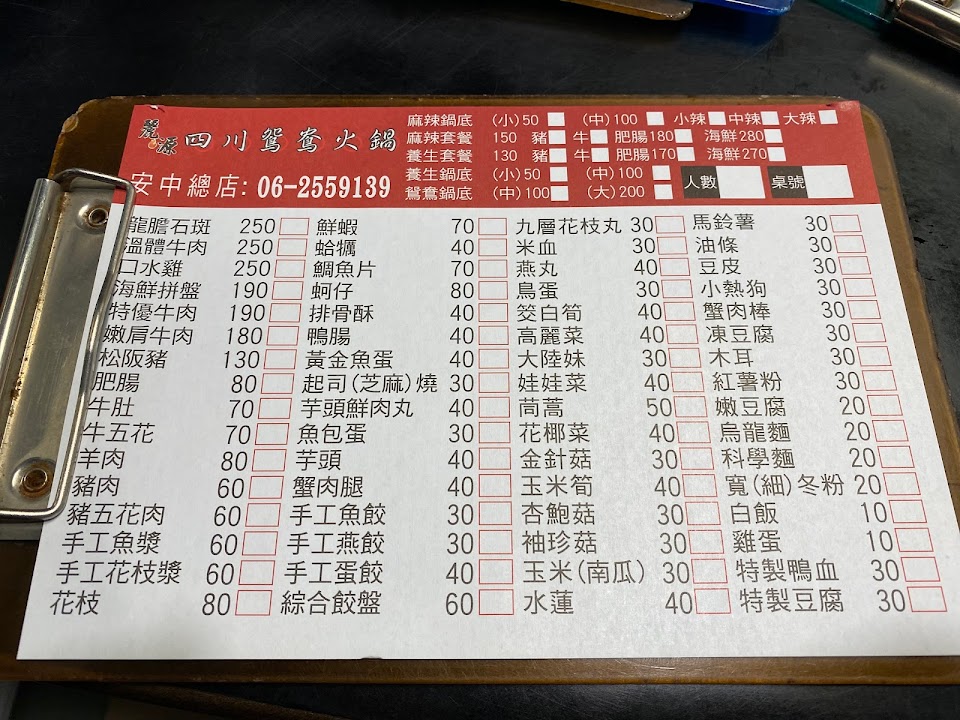 麗源 四川鴛鴦火鍋
安中總店: 06-2559139
麻辣鍋底 (小) 50 (中) 100 小辣 中辣 大辣
麻辣套餐 150 豬 牛 肥腸180 海鮮280
養生套餐 130 豬 牛 肥腸170 海鮮270
養生鍋底 (小) 50 (中) 100
鴛鴦鍋底 (中) 100 (大) 200
人數 桌號
龍膽石斑 250 鮮蝦 70 九層花枝丸 30 馬鈴薯 30
溫體牛肉 250 蛤蠣 40 米血 30 油條 30
口水雞 250 鯛魚片 70 燕丸 40 豆皮 30
海鮮拼盤 190 蚵仔 80 鳥蛋 30 小熱狗 30
特優牛肉 190 排骨酥 40 筊白筍 40 蟹肉棒 30
嫩肩牛肉 180 鴨腸 40 高麗菜 40 凍豆腐 30
松阪豬 130 黃金魚蛋 40 大陸妹 30 木耳 30
肥腸 80 起司(芝麻)燒 30 娃娃菜 40 紅薯粉 30
牛肚 70 芋頭鮮肉丸 40 茼蒿 50 嫩豆腐 20
牛五花 70 魚包蛋 30 花椰菜 40 烏龍麵 20
羊肉 80 芋頭 40 金針菇 30 科學麵 20
豬肉 60 蟹肉腿 40 玉米筍 40 寬(細)冬粉 20
豬五花肉 60 手工魚餃 30 杏鮑菇 30 白飯 10
手工魚漿 60 手工燕餃 30 袖珍菇 30 雞蛋 10
手工花枝漿 60 手工蛋餃 40 玉米(南瓜) 30 特製鴨血 30
花枝 80 綜合餃盤 60 水蓮 40 特製豆腐 30